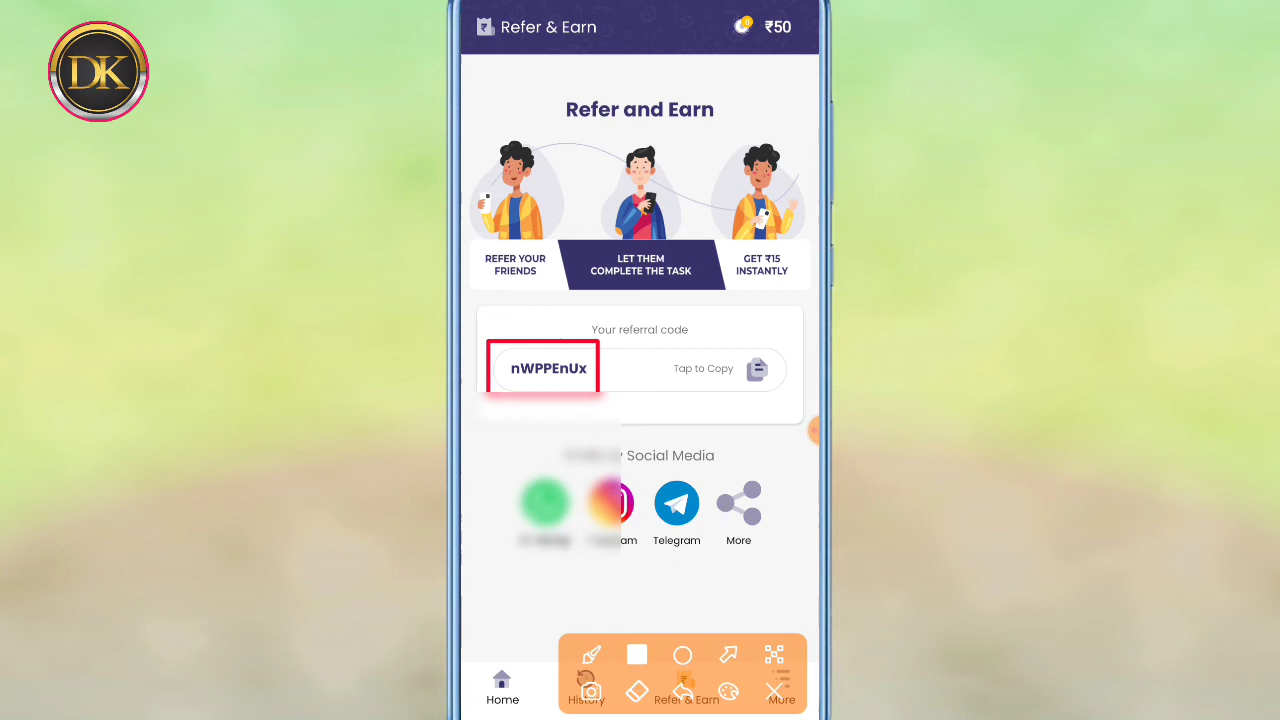 DK
Refer & Earn
0
₹50
Refer and Earn
REFER YOUR
FRIENDS
LET THEM
COMPLETE THE TASK
GET ₹15
INSTANTLY
Your referral code
nWPPEnUx
Tap to Copy
Social Media
Telegram
More
Home
History
Refer & Earn
More